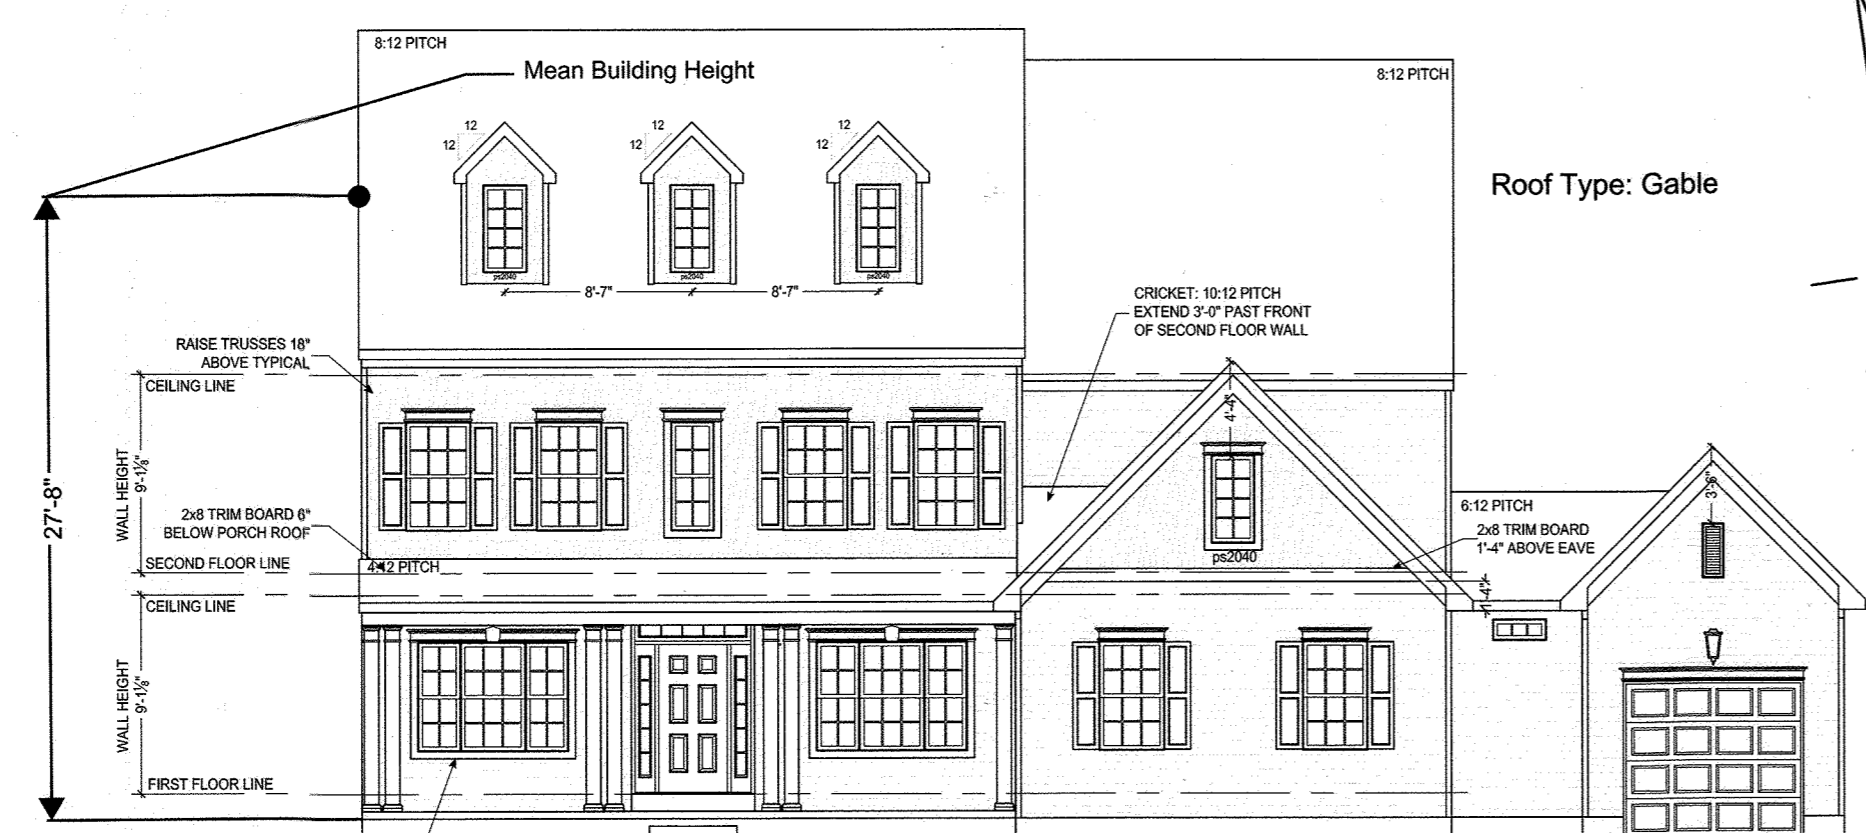 8:12 PITCH
Mean Building Height
8:12 PITCH
12
12
12
12
12
12
Roof Type: Gable
ps2040
ps2040
ps2040
8'-7"
8'-7"
CRICKET: 10:12 PITCH
EXTEND 3'-0" PAST FRONT
OF SECOND FLOOR WALL
RAISE TRUSSES 18"
ABOVE TYPICAL
CEILING LINE
4'-4"
WALL HEIGHT
9'-1⅛"
27'-8"
3'-6"
6:12 PITCH
2x8 TRIM BOARD 6"
BELOW PORCH ROOF
2x8 TRIM BOARD
1'-4" ABOVE EAVE
ps2040
SECOND FLOOR LINE
4:12 PITCH
CEILING LINE
1'-4"
WALL HEIGHT
9'-1⅛"
FIRST FLOOR LINE